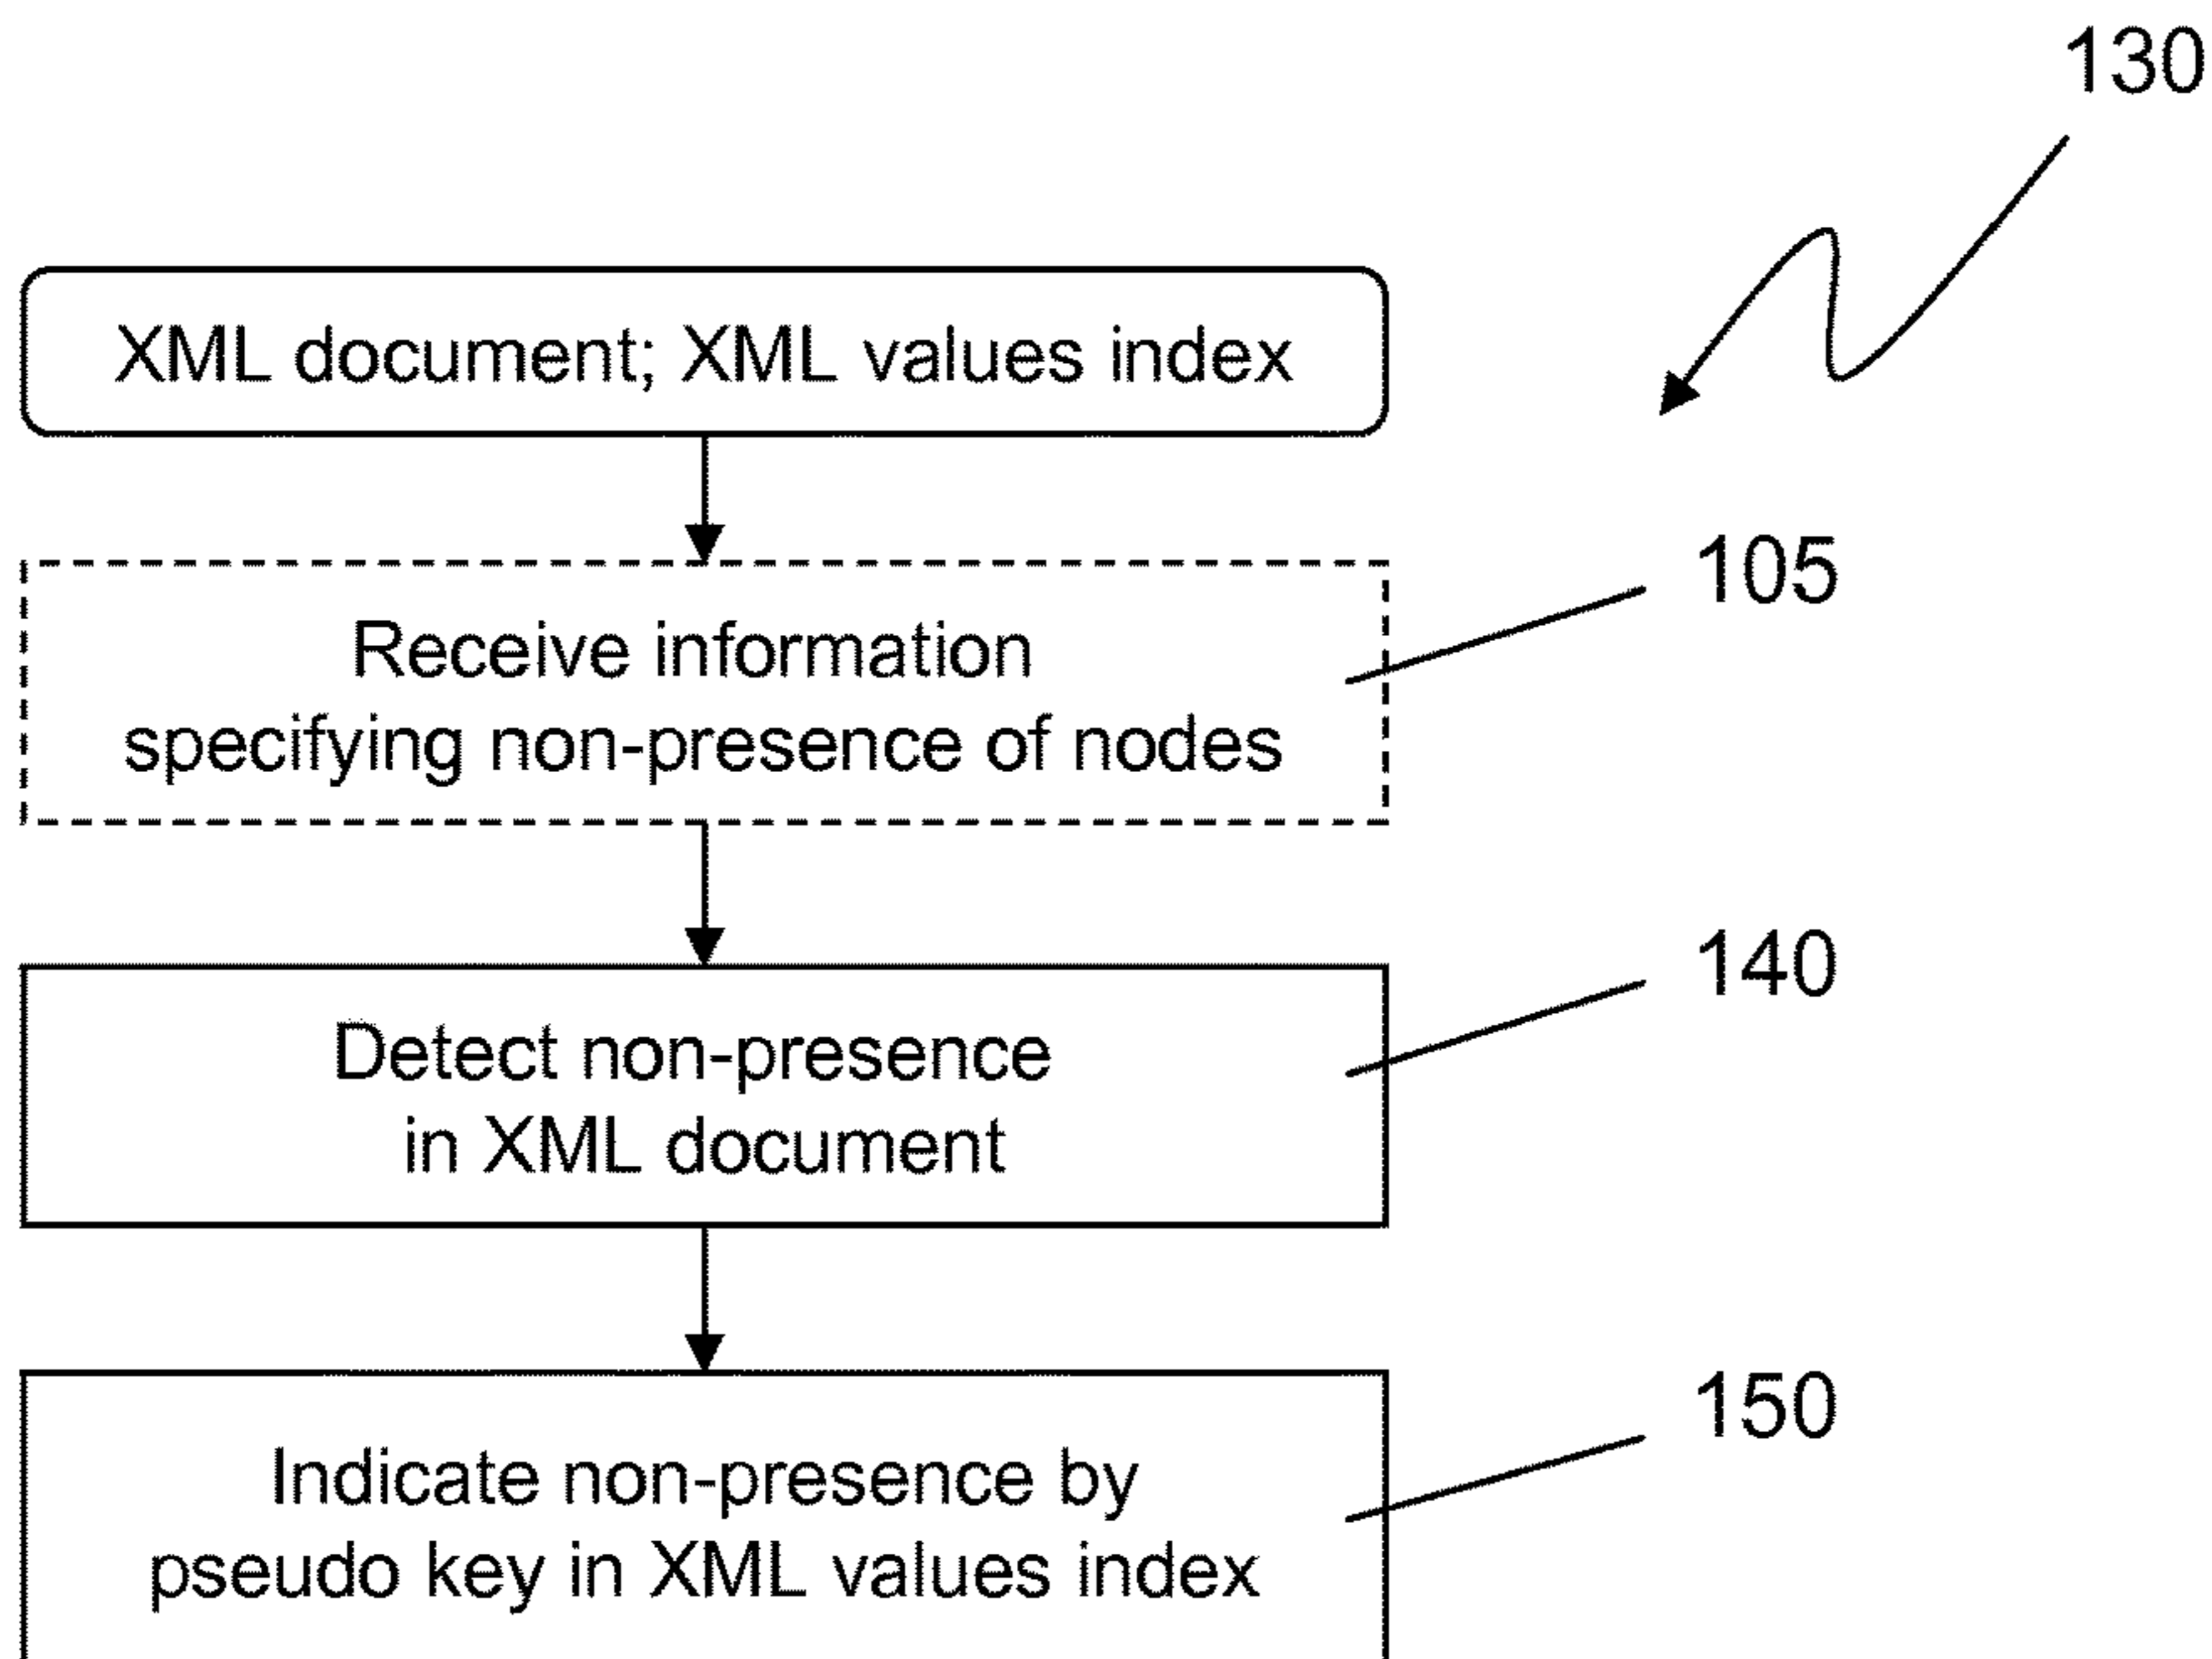 130
XML document; XML values index
105
Receive information
specifying non-presence of nodes
140
Detect non-presence
in XML document
150
Indicate non-presence by
pseudo key in XML values index